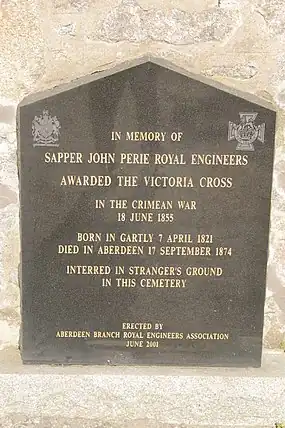 IN MEMORY OF
SAPPER JOHN PERIE ROYAL ENGINEERS
AWARDED THE VICTORIA CROSS
IN THE CRIMEAN WAR
18 JUNE 1855
BORN IN GARTLY 7 APRIL 1821
DIED IN ABERDEEN 17 SEPTEMBER 1874
INTERRED IN STRANGER'S GROUND
IN THIS CEMETERY
ERECTED BY
ABERDEEN BRANCH ROYAL ENGINEERS ASSOCIATION
JUNE 2001